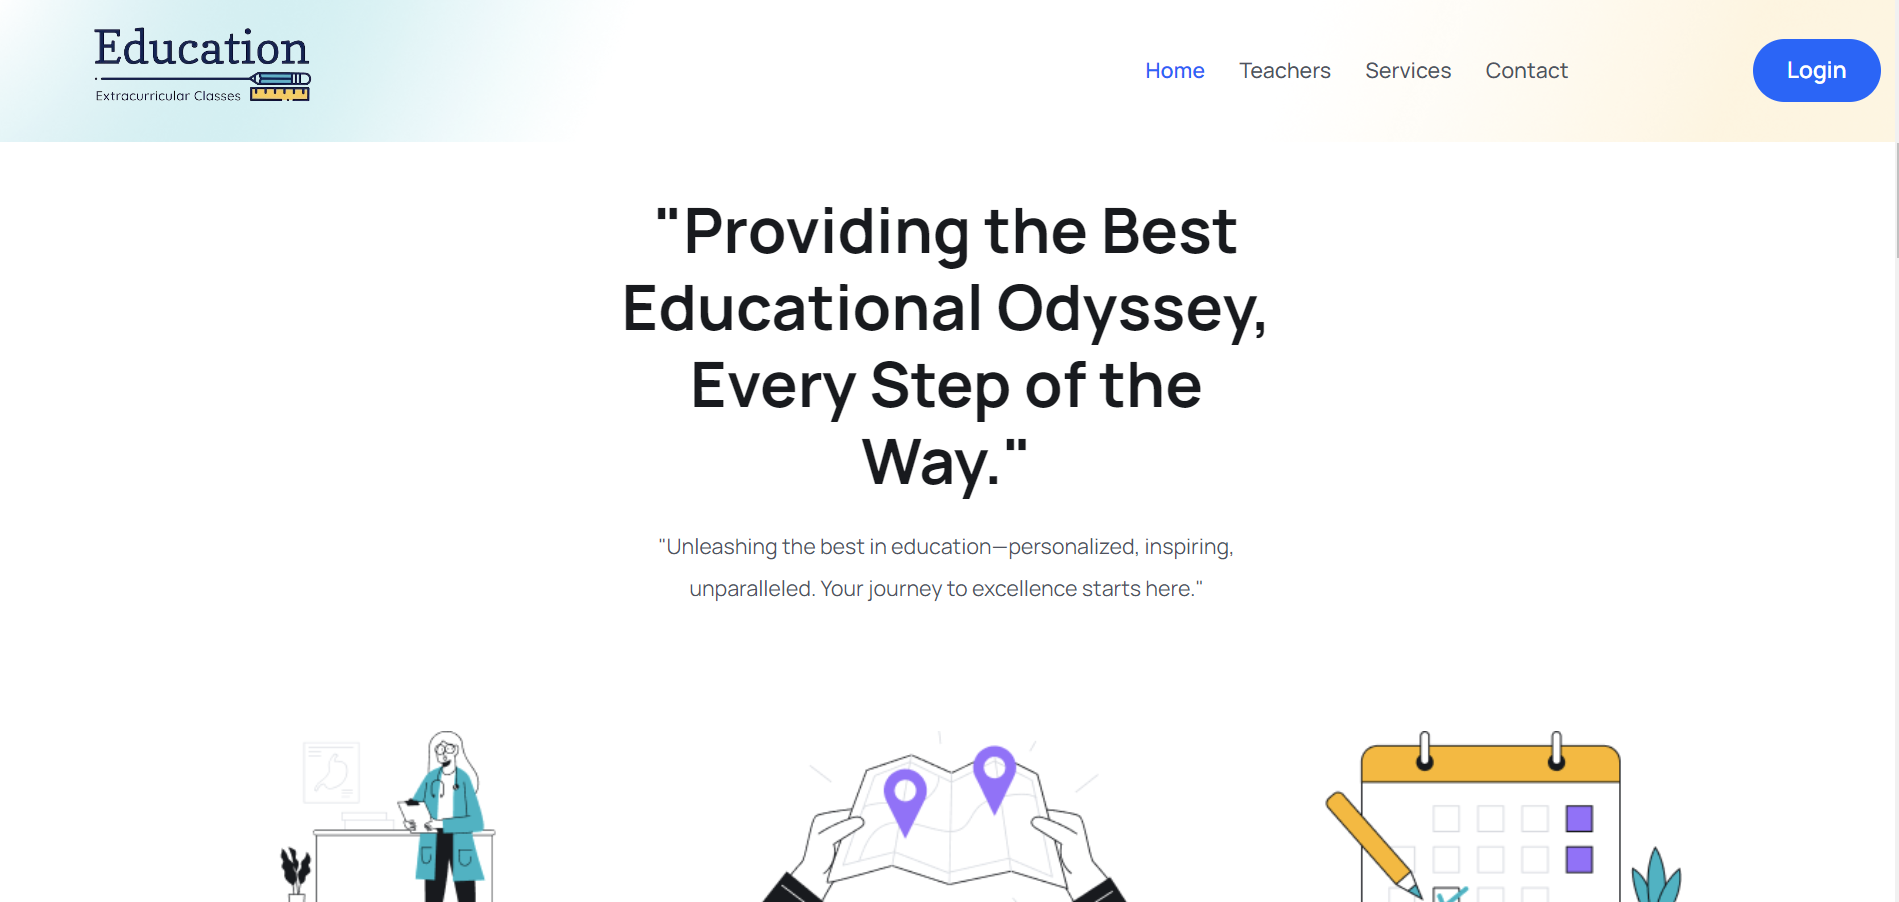 Education
Extracurricular Classes
Home Teachers Services Contact
Login
"Providing the Best
Educational Odyssey,
Every Step of the
Way."
"Unleashing the best in education—personalized, inspiring,
unparalleled. Your journey to excellence starts here."